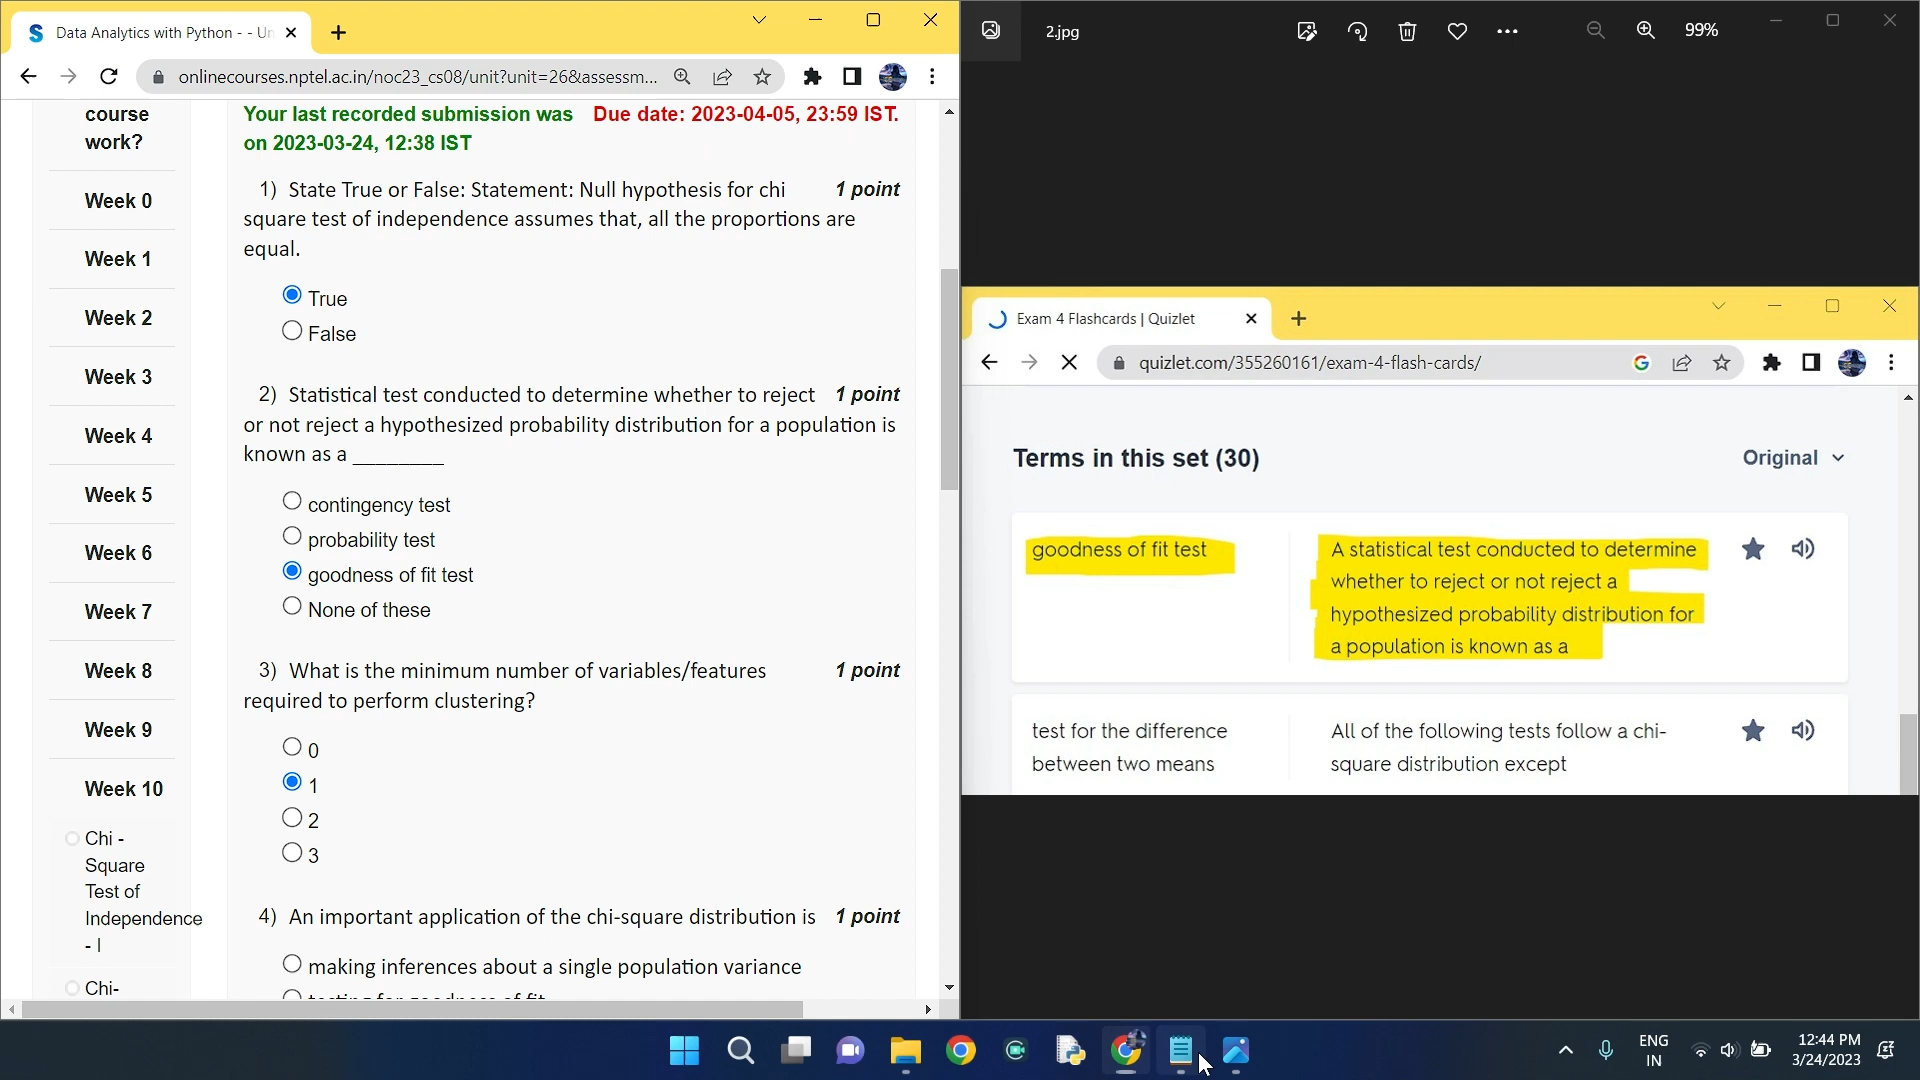 Data Analytics with Python - - Un
onlinecourses.nptel.ac.in/noc23_cs08/unit?unit=26&assessm...
course
work?
Week 0
Week 1
Week 2
Week 3
Week 4
Week 5
Week 6
Week 7
Week 8
Week 9
Week 10
Chi -
Square
Test of
Independence
- I
Chi-
Your last recorded submission was
on 2023-03-24, 12:38 IST
Due date: 2023-04-05, 23:59 IST.
1) State True or False: Statement: Null hypothesis for chi 1 point
square test of independence assumes that, all the proportions are
equal.
True
False
2) Statistical test conducted to determine whether to reject 1 point
or not reject a hypothesized probability distribution for a population is
known as a ________
contingency test
probability test
goodness of fit test
None of these
3) What is the minimum number of variables/features 1 point
required to perform clustering?
0
1
2
3
4) An important application of the chi-square distribution is 1 point
making inferences about a single population variance
testing for goodness of fit
2.jpg
99%
Exam 4 Flashcards | Quizlet
quizlet.com/355260161/exam-4-flash-cards/
Terms in this set (30)
Original
goodness of fit test
A statistical test conducted to determine
whether to reject or not reject a
hypothesized probability distribution for
a population is known as a
test for the difference
between two means
All of the following tests follow a chi-
square distribution except
ENG
IN
12:44 PM
3/24/2023